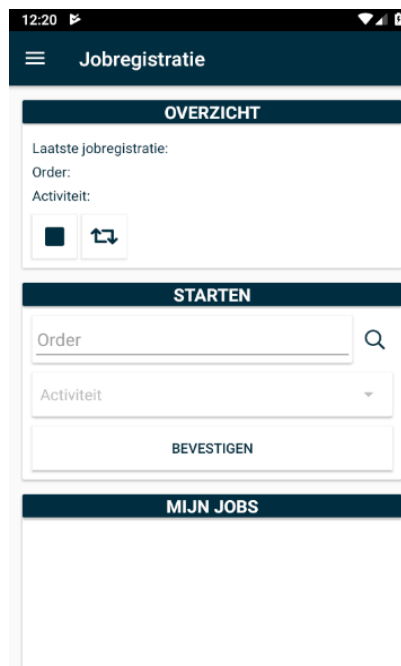 12:20
Jobregistratie
OVERZICHT
Laatste jobregistratie:
Order:
Activiteit:
STARTEN
Order
Activiteit
BEVESTIGEN
MIJN JOBS